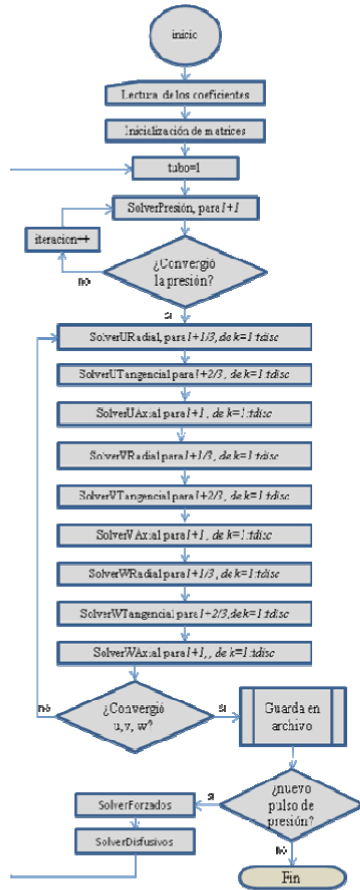 inicio
Lectura de los coeficientes
Inicialización de matrices
tubo=1
SolverPresión, para l+1
iteracion++
¿Convergió
la presión?
no
si
SolverURadial, para l+1/3, de k=1:tdisc
SolverUTangencial para l+2/3, de k=1:tdisc
SolverUAxial para l+1, de k=1:tdisc
SolverVRadial para l+1/3, de k=1:tdisc
SolverVTangencial para l+2/3, de k=1:tdisc
SolverVAxial para l+1, de k=1:tdisc
SolverWRadial para l+1/3, de k=1:tdisc
SolverWTangencial para l+2/3, de k=1:tdisc
SolverWAxial para l+1,, de k=1:tdisc
¿Convergió
u, v, w?
no
si
Guarda en
archivo
¿nuevo
pulso de
presión?
si
SolverForzados
SolverDisfusivos
no
Fin